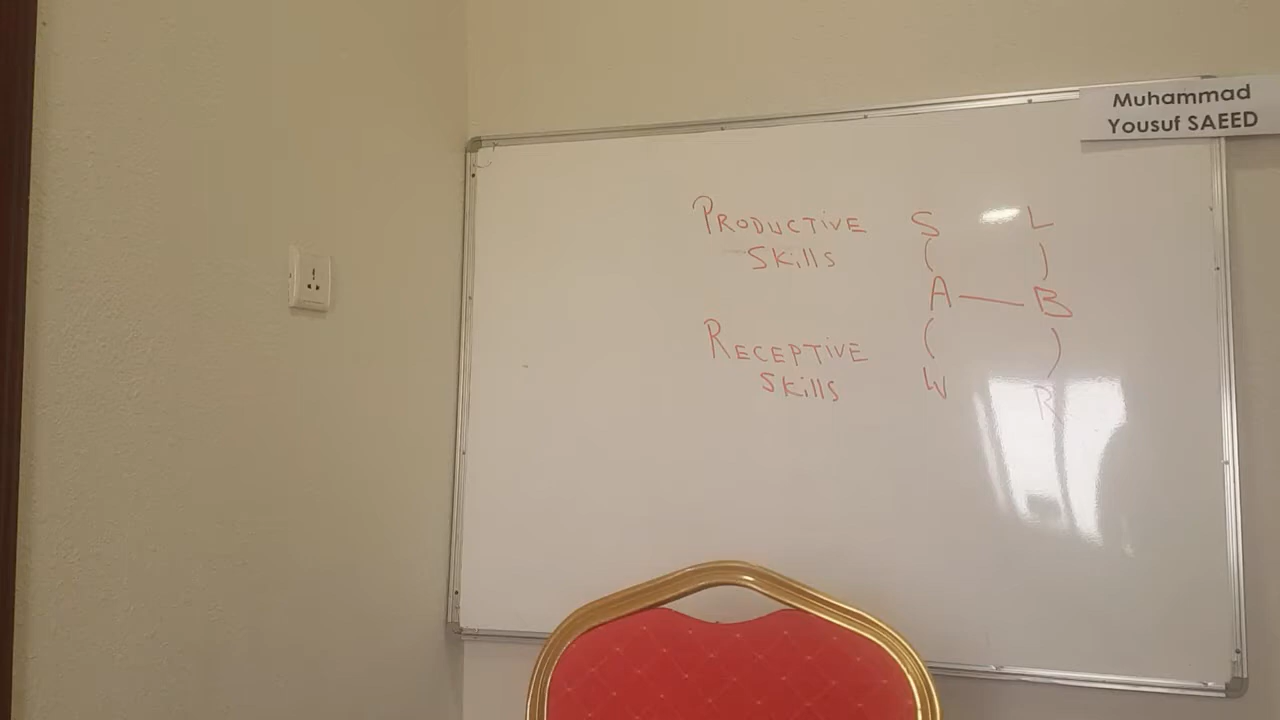 Muhammad
Yousuf SAEED
PRODUCTIVE S L
Skills
A — B
RECEPTIVE
Skills W R